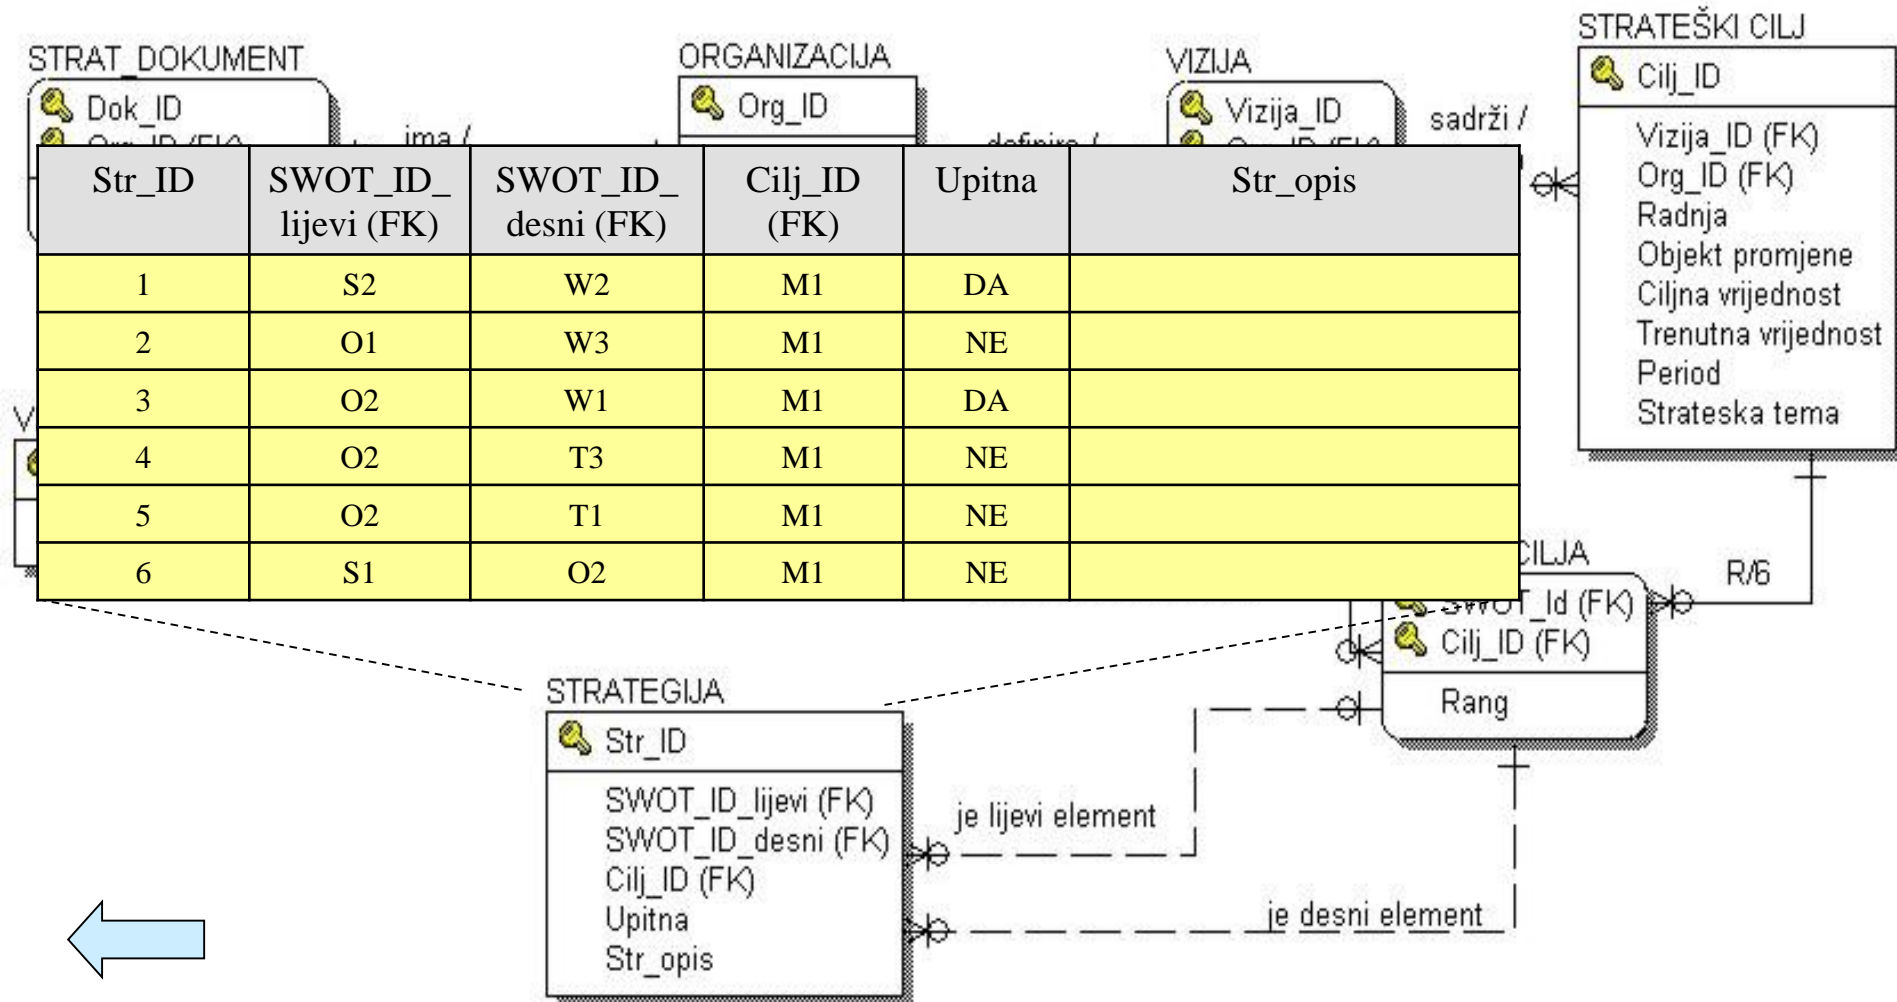 STRAT_DOKUMENT
Dok_ID
ORGANIZACIJA
Org_ID
VIZIJA
Vizija_ID
sadrži /
STRATEŠKI CILJ
Cilj_ID
Vizija_ID (FK)
Org_ID (FK)
Radnja
Objekt promjene
Ciljna vrijednost
Trenutna vrijednost
Period
Strateska tema
ima /
Str_ID SWOT_ID_ SWOT_ID_ Cilj_ID Upitna Str_opis
lijevi (FK) desni (FK) (FK)
1 S2 W2 M1 DA
2 O1 W3 M1 NE
3 O2 W1 M1 DA
4 O2 T3 M1 NE
5 O2 T1 M1 NE
6 S1 O2 M1 NE
CILJA
R/6
SWOT_Id (FK)
Cilj_ID (FK)
Rang
STRATEGIJA
Str_ID
SWOT_ID_lijevi (FK)
SWOT_ID_desni (FK)
Cilj_ID (FK)
Upitna
Str_opis
je lijevi element
je desni element